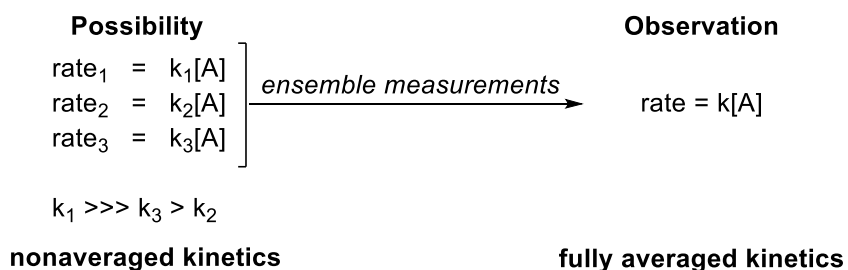 Possibility
Observation
rate₁ = k₁[A]
rate₂ = k₂[A]
rate₃ = k₃[A]
ensemble measurements
rate = k[A]
k₁ >>> k₃ > k₂
nonaveraged kinetics
fully averaged kinetics